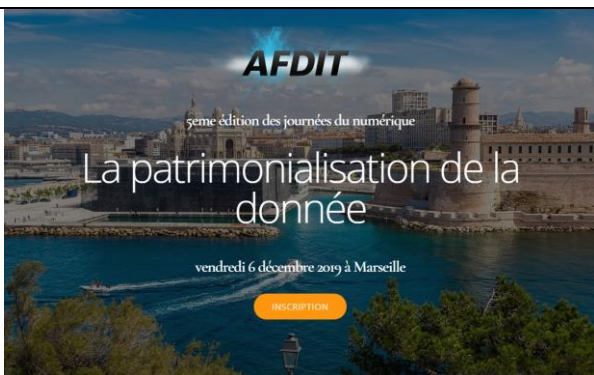 AFDIT
5eme édition des journées du numérique
La patrimonialisation de la
donnée
vendredi 6 décembre 2019 à Marseille
INSCRIPTION